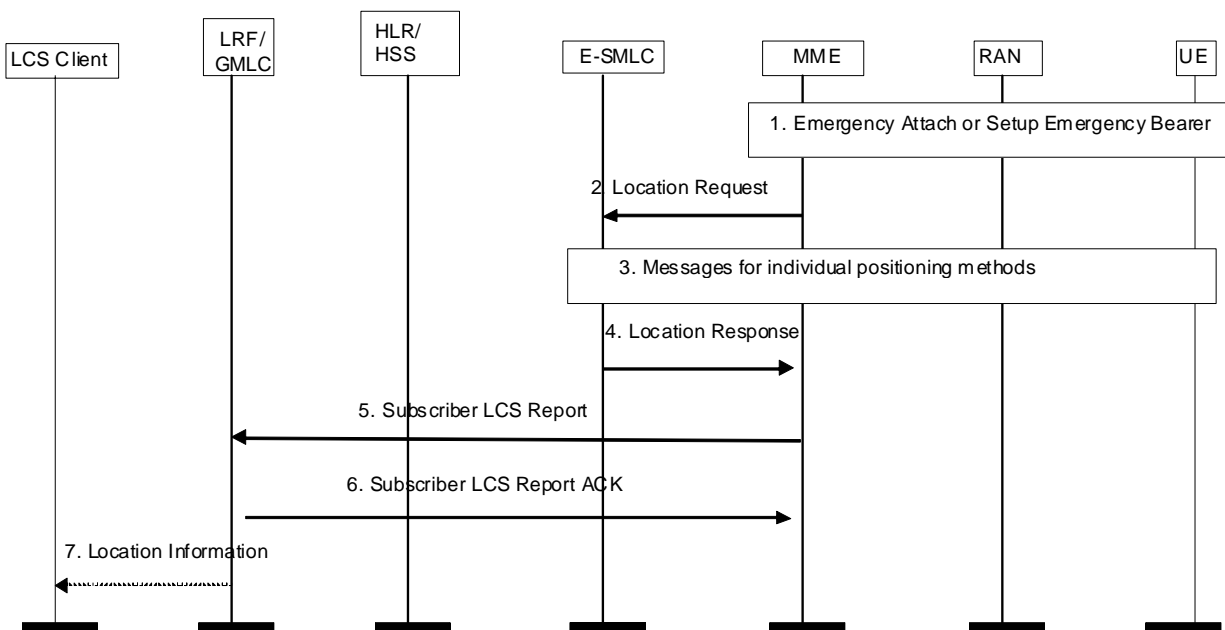 LCS Client
LRF/
GMLC
HLR/
HSS
E-SMLC
MME
RAN
UE
1. Emergency Attach or Setup Emergency Bearer
2. Location Request
3. Messages for individual positioning methods
4. Location Response
5. Subscriber LCS Report
6. Subscriber LCS Report ACK
7. Location Information